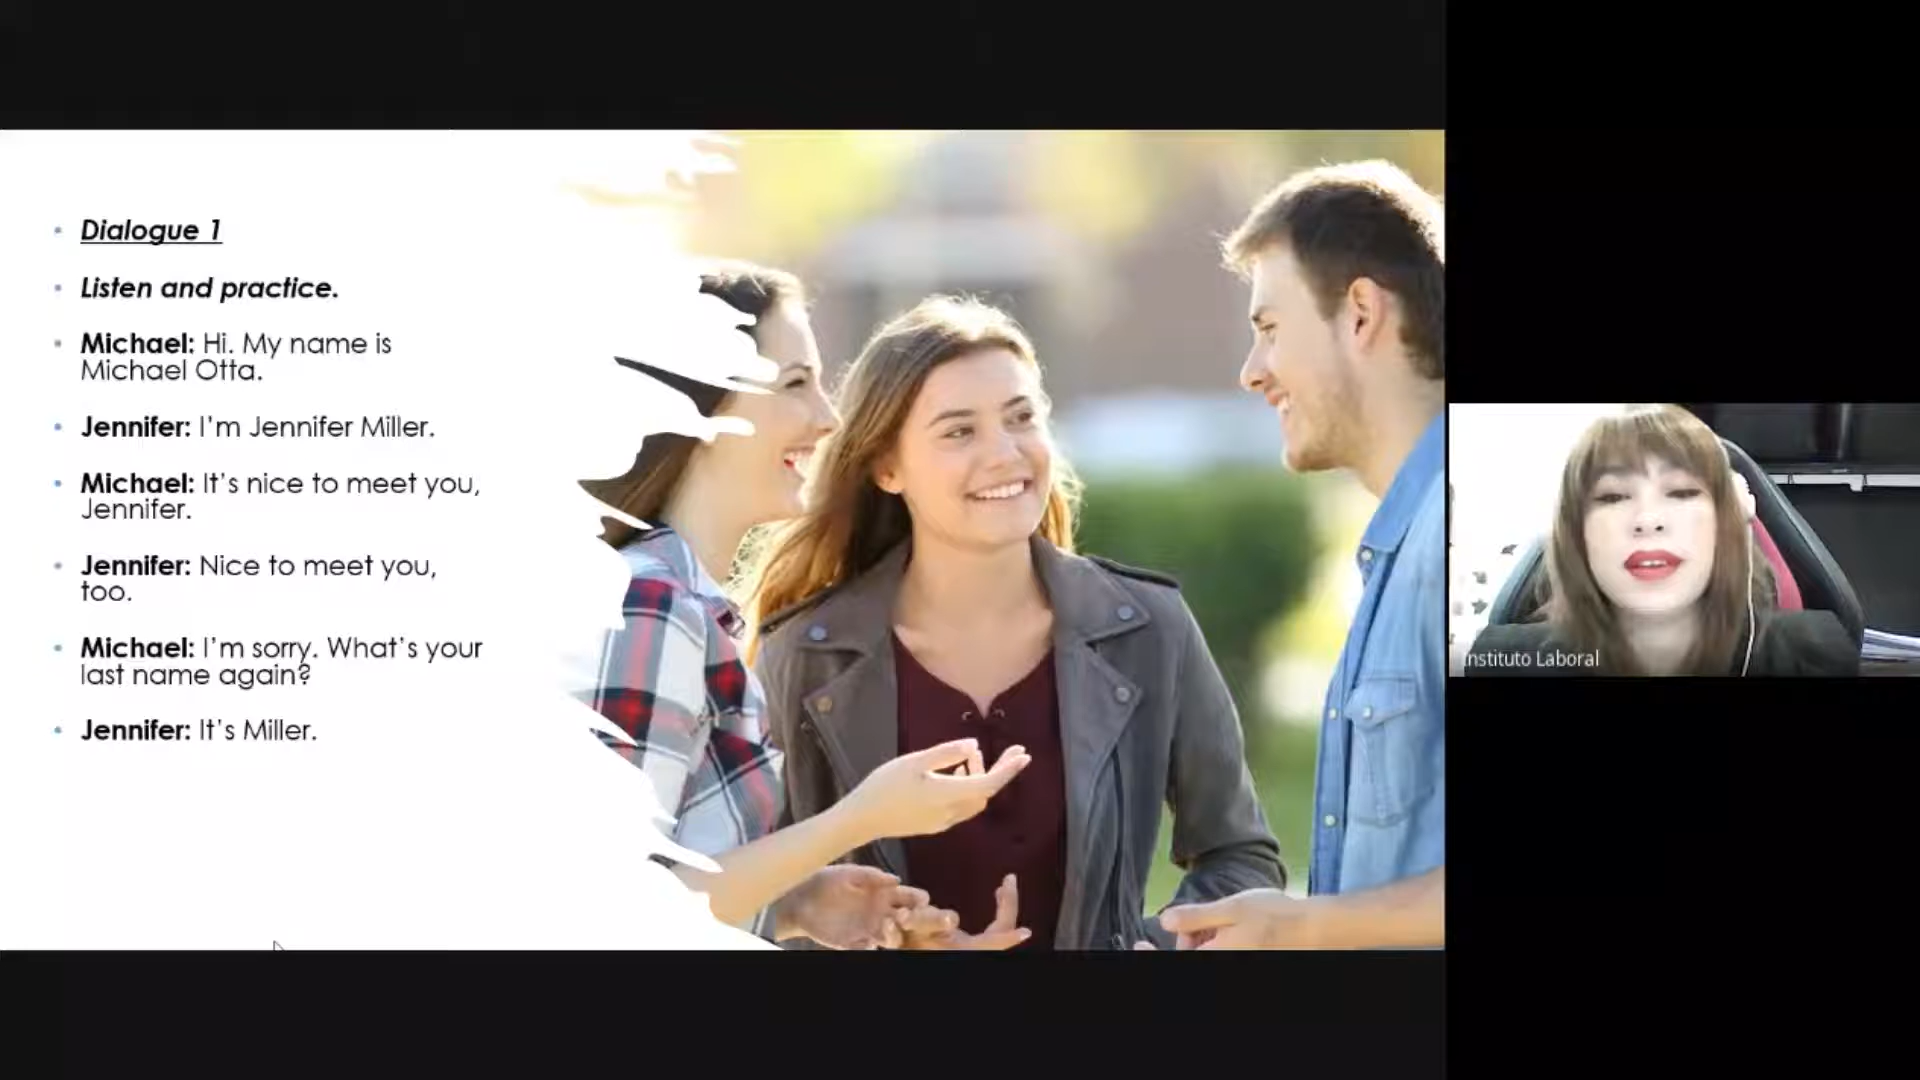 Dialogue 1
Listen and practice.
Michael: Hi. My name is
Michael Otta.
Jennifer: I'm Jennifer Miller.
Michael: It's nice to meet you,
Jennifer.
Jennifer: Nice to meet you,
too.
Michael: I'm sorry. What's your
last name again?
Jennifer: It's Miller.
Instituto Laboral